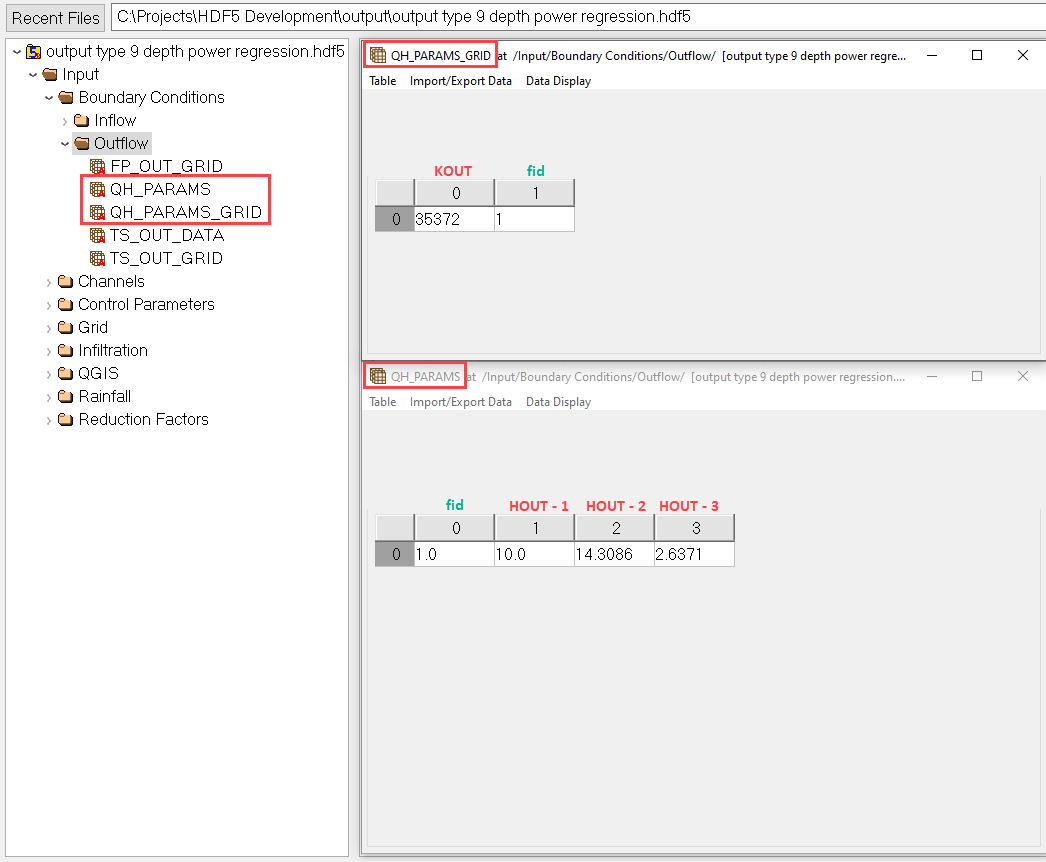 Recent Files C:\Projects\HDF5 Development\output\output type 9 depth power regression.hdf5
output type 9 depth power regression.hdf5
Input
Boundary Conditions
Inflow
Outflow
FP_OUT_GRID
QH_PARAMS
QH_PARAMS_GRID
TS_OUT_DATA
TS_OUT_GRID
Channels
Control Parameters
Grid
Infiltration
QGIS
Rainfall
Reduction Factors
QH_PARAMS_GRID at /Input/Boundary Conditions/Outflow/ [output type 9 depth power regre...
Table Import/Export Data Data Display
KOUT fid
0 1
0 35372 1
QH_PARAMS at /Input/Boundary Conditions/Outflow/ [output type 9 depth power regression....
Table Import/Export Data Data Display
fid HOUT - 1 HOUT - 2 HOUT - 3
0 1 2 3
0 1.0 10.0 14.3086 2.6371